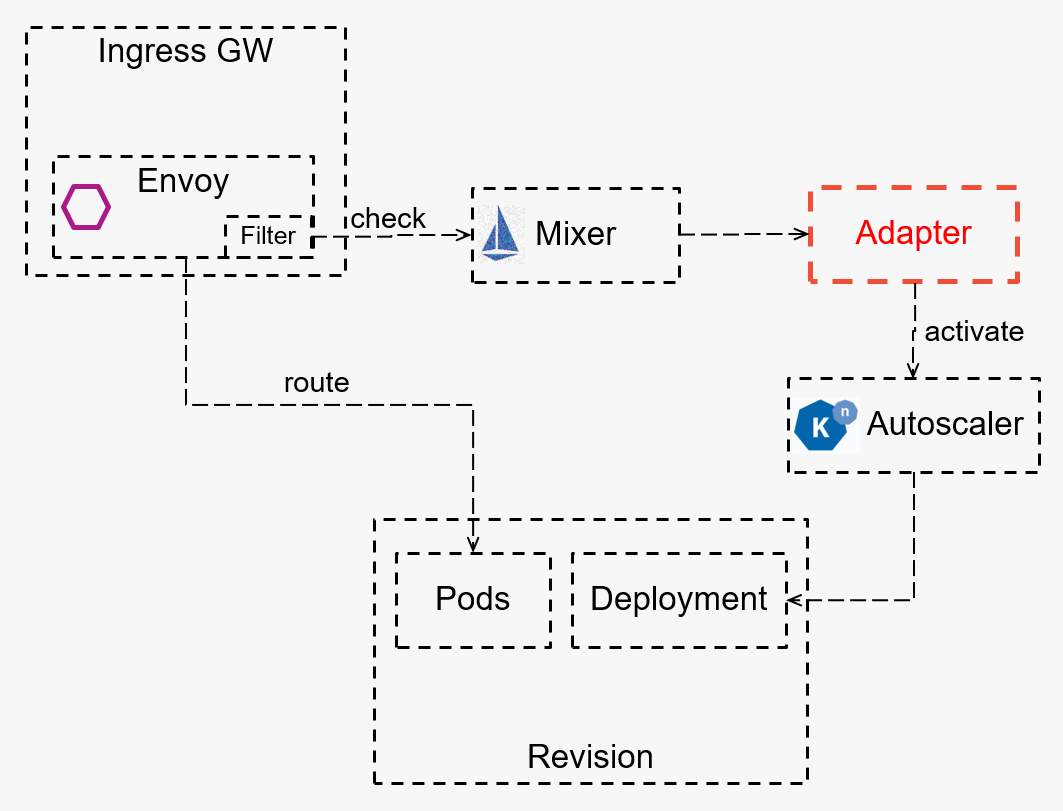 Ingress GW
Envoy
Filter
check
Mixer
Adapter
activate
route
K n
Autoscaler
Pods
Deployment
Revision